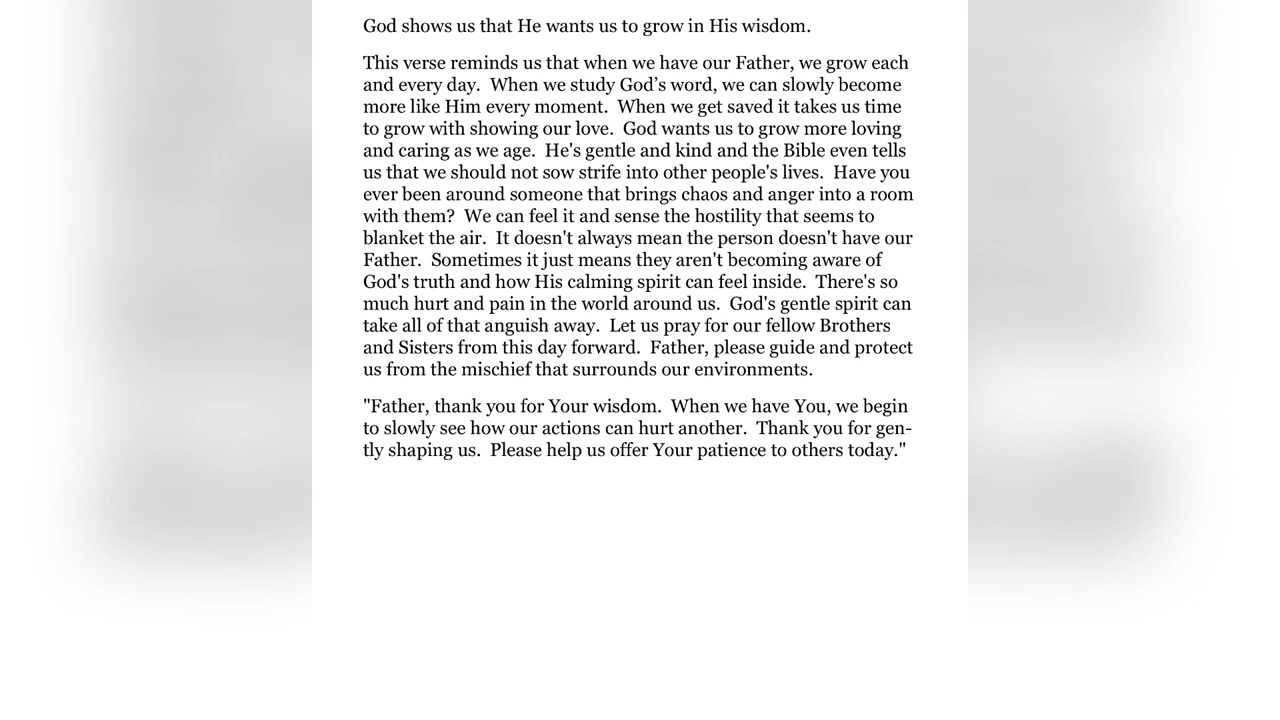 God shows us that He wants us to grow in His wisdom.
This verse reminds us that when we have our Father, we grow each
and every day.  When we study God’s word, we can slowly become
more like Him every moment.  When we get saved it takes us time
to grow with showing our love.  God wants us to grow more loving
and caring as we age.  He's gentle and kind and the Bible even tells
us that we should not sow strife into other people's lives.  Have you
ever been around someone that brings chaos and anger into a room
with them?  We can feel it and sense the hostility that seems to
blanket the air.  It doesn't always mean the person doesn't have our
Father.  Sometimes it just means they aren't becoming aware of
God's truth and how His calming spirit can feel inside.  There's so
much hurt and pain in the world around us.  God's gentle spirit can
take all of that anguish away.  Let us pray for our fellow Brothers
and Sisters from this day forward.  Father, please guide and protect
us from the mischief that surrounds our environments.
"Father, thank you for Your wisdom.  When we have You, we begin
to slowly see how our actions can hurt another.  Thank you for gen-
tly shaping us.  Please help us offer Your patience to others today."